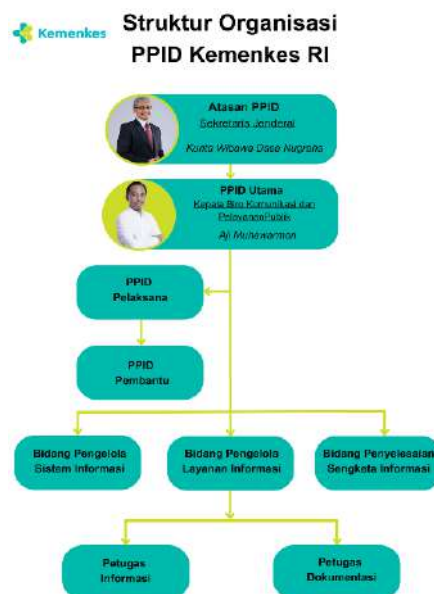 Kemenkes
Struktur Organisasi
PPID Kemenkes RI
Atasan PPID
Sekretaris Jenderal
Kunta Wibawa Dasa Nugraha
PPID Utama
Kepala Biro Komunikasi dan
Pelayanan Publik
Aji Muhawarman
PPID
Pelaksana
PPID
Pembantu
Bidang Pengelola
Sistem Informasi
Bidang Pengelola
Layanan Informasi
Bidang Penyelesaian
Sengketa Informasi
Petugas
Informasi
Petugas
Dokumentasi